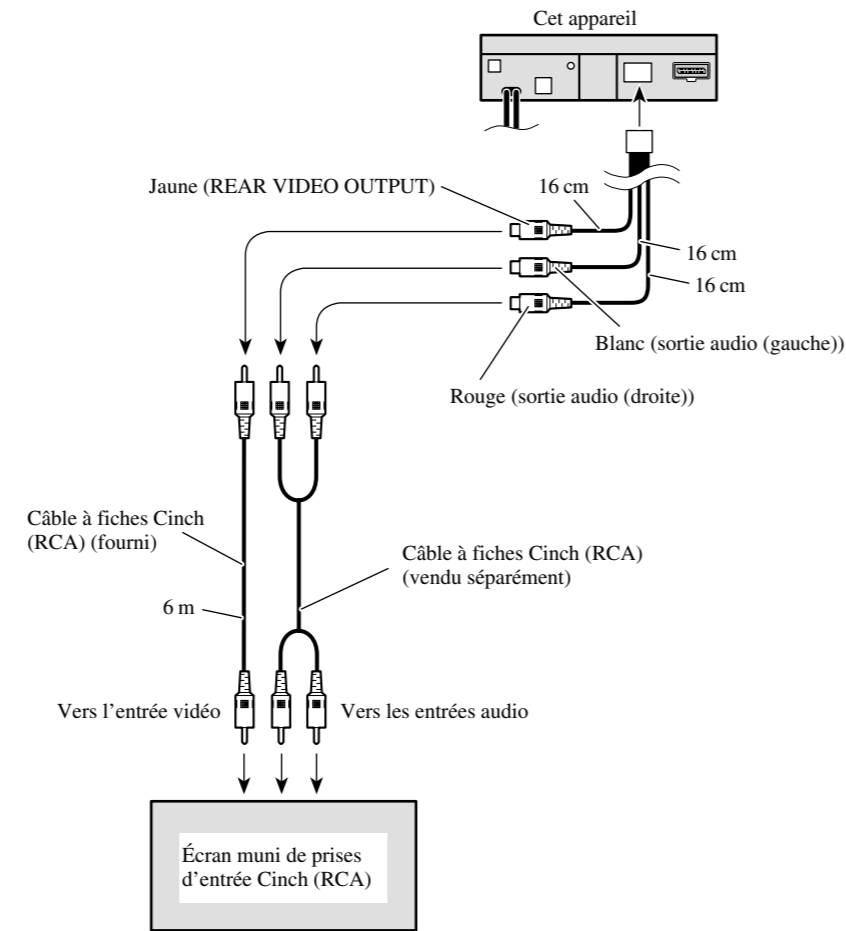 Cet appareil
Jaune (REAR VIDEO OUTPUT)
16 cm
16 cm
16 cm
Blanc (sortie audio (gauche))
Rouge (sortie audio (droite))
Câble à fiches Cinch
(RCA) (fourni)
Câble à fiches Cinch (RCA)
(vendu séparément)
6 m
Vers l’entrée vidéo
Vers les entrées audio
Écran muni de prises
d’entrée Cinch (RCA)